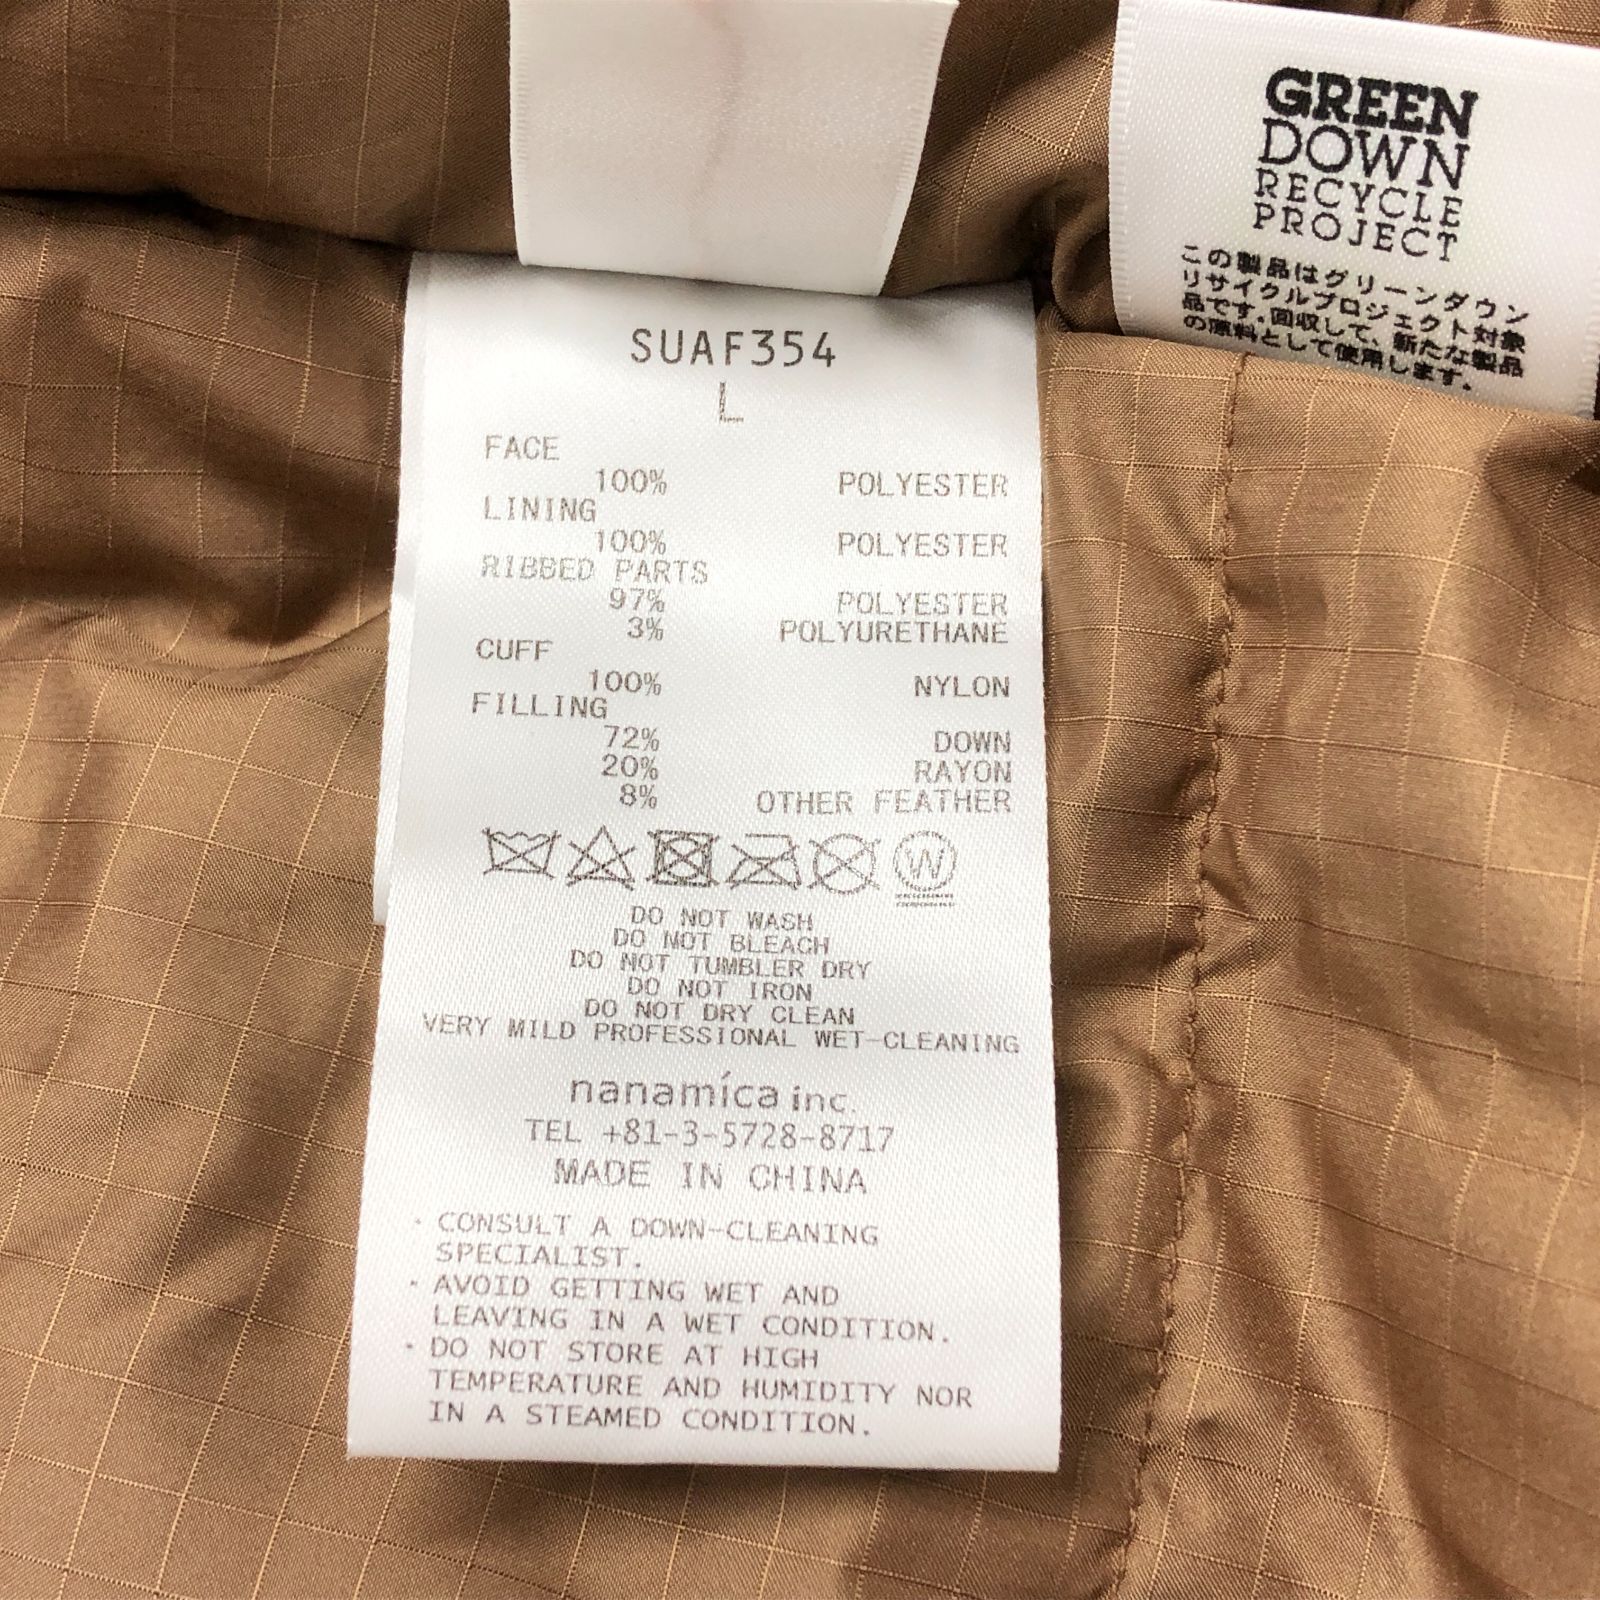 GREEN
DOWN
RECYCLE
PROJECT
この製品はグリーンダウン
リサイクルプロジェクト対象
品です。回収して、新たな製品
の原料として使用します。
SUAF354
L
FACE
100% POLYESTER
LINING
100% POLYESTER
RIBBED PARTS
97% POLYESTER
3% POLYURETHANE
CUFF
100% NYLON
FILLING
72% DOWN
20% RAYON
8% OTHER FEATHER
W
DO NOT WASH
DO NOT BLEACH
DO NOT TUMBLER DRY
DO NOT IRON
DO NOT DRY CLEAN
VERY MILD PROFESSIONAL WET-CLEANING
nanamica inc.
TEL +81-3-5728-8717
MADE IN CHINA
・CONSULT A DOWN-CLEANING
SPECIALIST.
・AVOID GETTING WET AND
LEAVING IN A WET CONDITION.
・DO NOT STORE AT HIGH
TEMPERATURE AND HUMIDITY NOR
IN A STEAMED CONDITION.